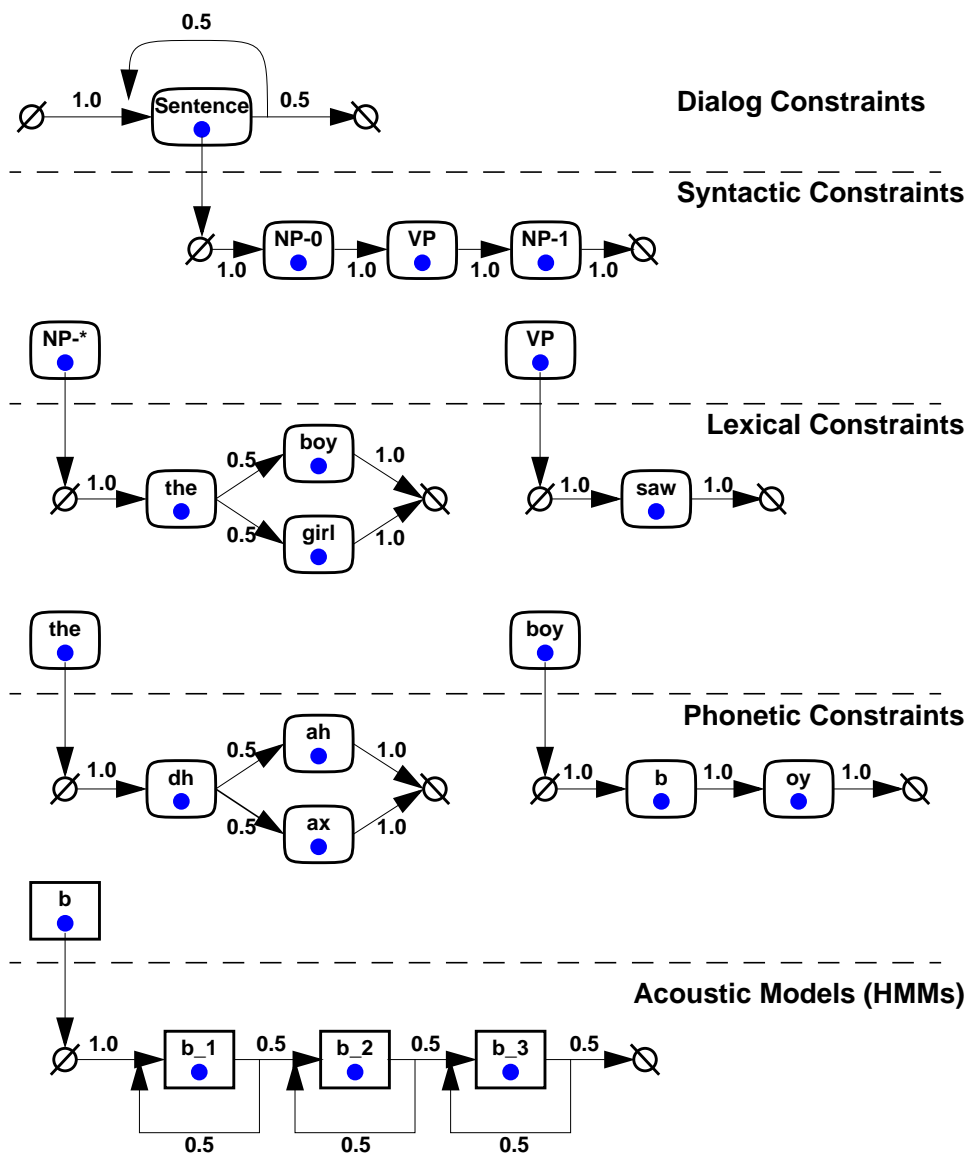 0.5
1.0 Sentence 0.5
Dialog Constraints
Syntactic Constraints
NP-0 VP NP-1
1.0 1.0 1.0 1.0
NP-* VP
Lexical Constraints
boy
0.5 1.0
1.0 the 1.0 saw 1.0
0.5 girl 1.0
the boy
Phonetic Constraints
ah
0.5 1.0
1.0 dh 1.0 b 1.0 oy 1.0
0.5 ax 1.0
b
Acoustic Models (HMMs)
1.0 b_1 0.5 b_2 0.5 b_3 0.5
0.5 0.5 0.5